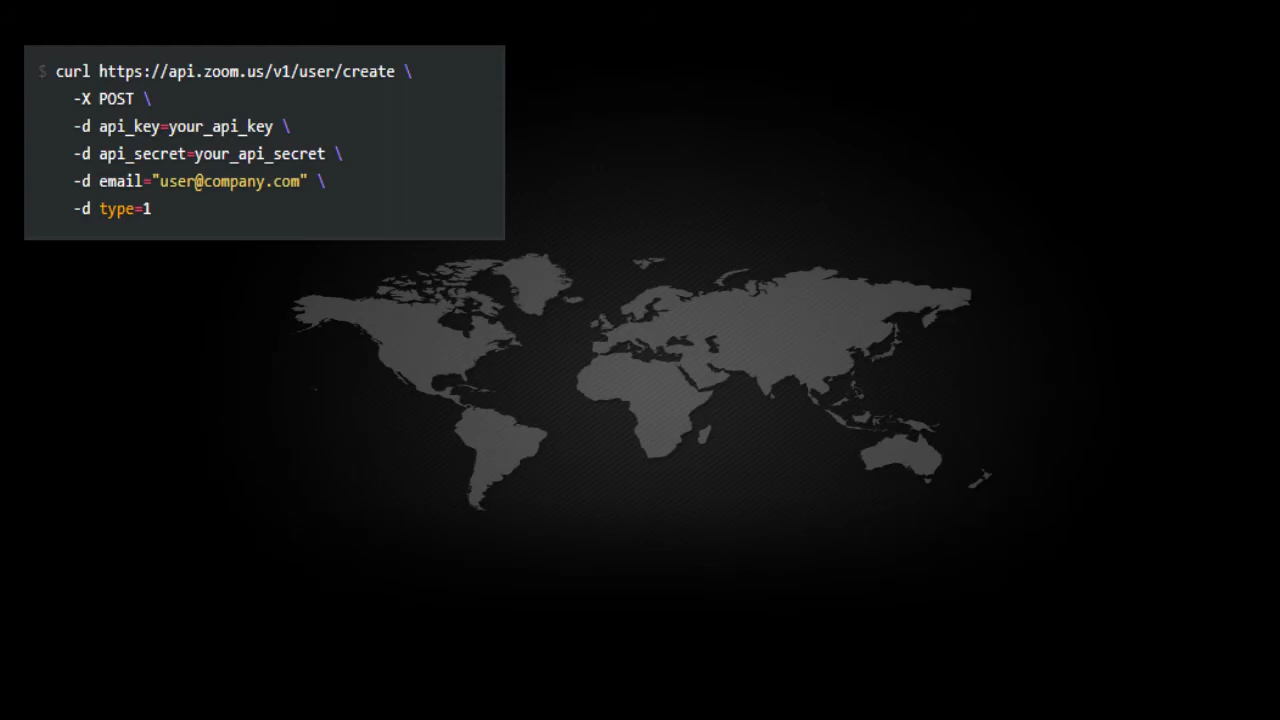 $ curl https://api.zoom.us/v1/user/create \
-X POST \
-d api_key=your_api_key \
-d api_secret=your_api_secret \
-d email="user@company.com" \
-d type=1